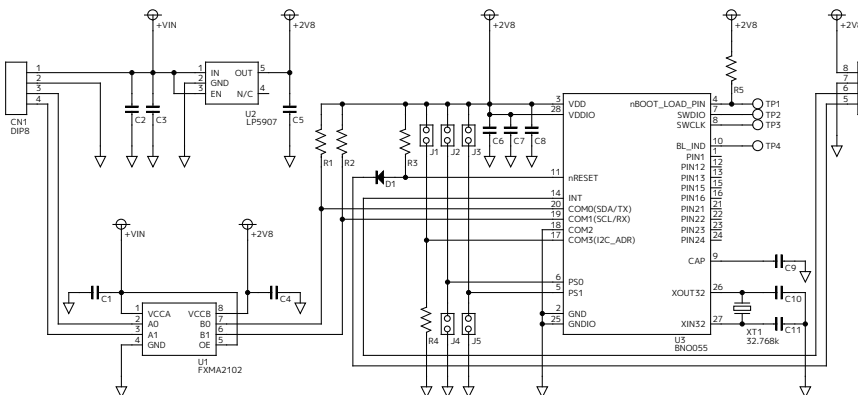 +VIN
+2V8
+2V8
+2V8
1
2
3
4
CN1
DIP8
1 IN OUT 5
2 GND
3 EN N/C 4
U2
LP5907
C2
C3
C5
R1
R2
R3
J1
J2
J3
C6
C7
C8
D1
R5
3 VDD nBOOT_LOAD_PIN 4 TP1
28 VDDIO SWDIO 7 TP2
SWCLK 8 TP3
BL_IND 10 TP4
PIN1 1
PIN12 12
11 nRESET PIN13 13
PIN15 15
14 INT PIN16 16
20 COM0(SDA/TX) PIN21 21
19 COM1(SCL/RX) PIN22 22
18 COM2 PIN23 23
17 COM3(I2C_ADR) PIN24 24
CAP 9 C9
6 PS0 XOUT32 26 C10
5 PS1
2 GND
25 GNDIO XIN32 27 C11
U3
BNO055
XT1
32.768k
8
7
6
5
+VIN
+2V8
C1
C4
1 VCCA VCCB 8
2 A0 B0 7
3 A1 B1 6
4 GND OE 5
U1
FXMA2102
R4
J4
J5